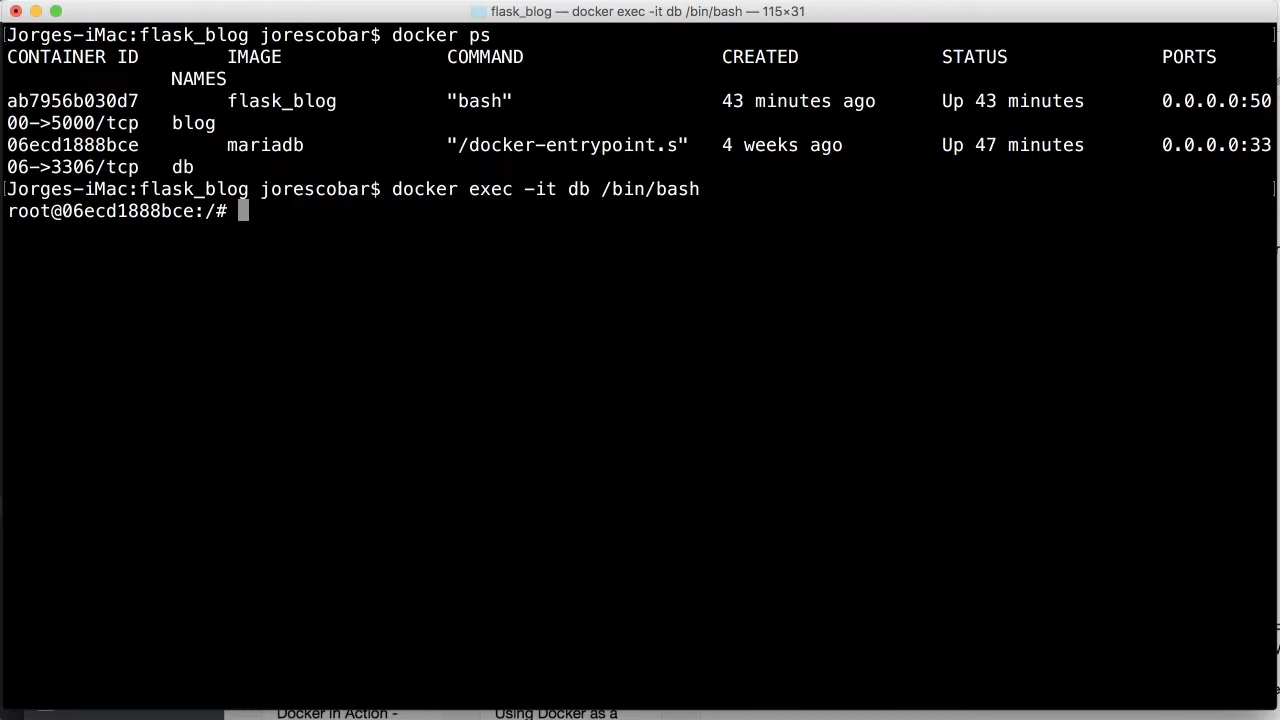 flask_blog — docker exec -it db /bin/bash — 115×31
[Jorges-iMac:flask_blog jorescobar$ docker ps ]
CONTAINER ID IMAGE COMMAND CREATED STATUS PORTS
NAMES
ab7956b030d7 flask_blog "bash" 43 minutes ago Up 43 minutes 0.0.0.0:50
00->5000/tcp blog
06ecd1888bce mariadb "/docker-entrypoint.s" 4 weeks ago Up 47 minutes 0.0.0.0:33
06->3306/tcp db
[Jorges-iMac:flask_blog jorescobar$ docker exec -it db /bin/bash ]
root@06ecd1888bce:/#
Docker in Action - Using Docker as a